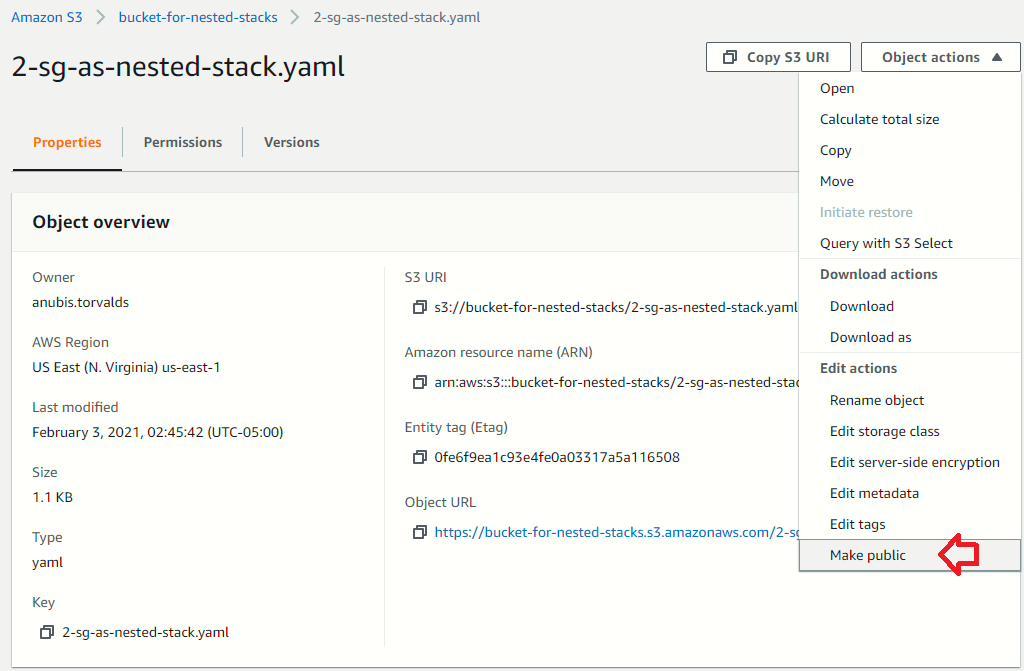 Amazon S3 > bucket-for-nested-stacks > 2-sg-as-nested-stack.yaml
2-sg-as-nested-stack.yaml
Copy S3 URI
Object actions
Open
Calculate total size
Copy
Move
Initiate restore
Query with S3 Select
Download actions
Download
Download as
Edit actions
Rename object
Edit storage class
Edit server-side encryption
Edit metadata
Edit tags
Make public
Properties
Permissions
Versions
Object overview
Owner
anubis.torvalds
AWS Region
US East (N. Virginia) us-east-1
Last modified
February 3, 2021, 02:45:42 (UTC-05:00)
Size
1.1 KB
Type
yaml
Key
2-sg-as-nested-stack.yaml
S3 URI
s3://bucket-for-nested-stacks/2-sg-as-nested-stack.yaml
Amazon resource name (ARN)
arn:aws:s3:::bucket-for-nested-stacks/2-sg-as-nested-stac
Entity tag (Etag)
0fe6f9ea1c93e4fe0a03317a5a116508
Object URL
https://bucket-for-nested-stacks.s3.amazonaws.com/2-sg